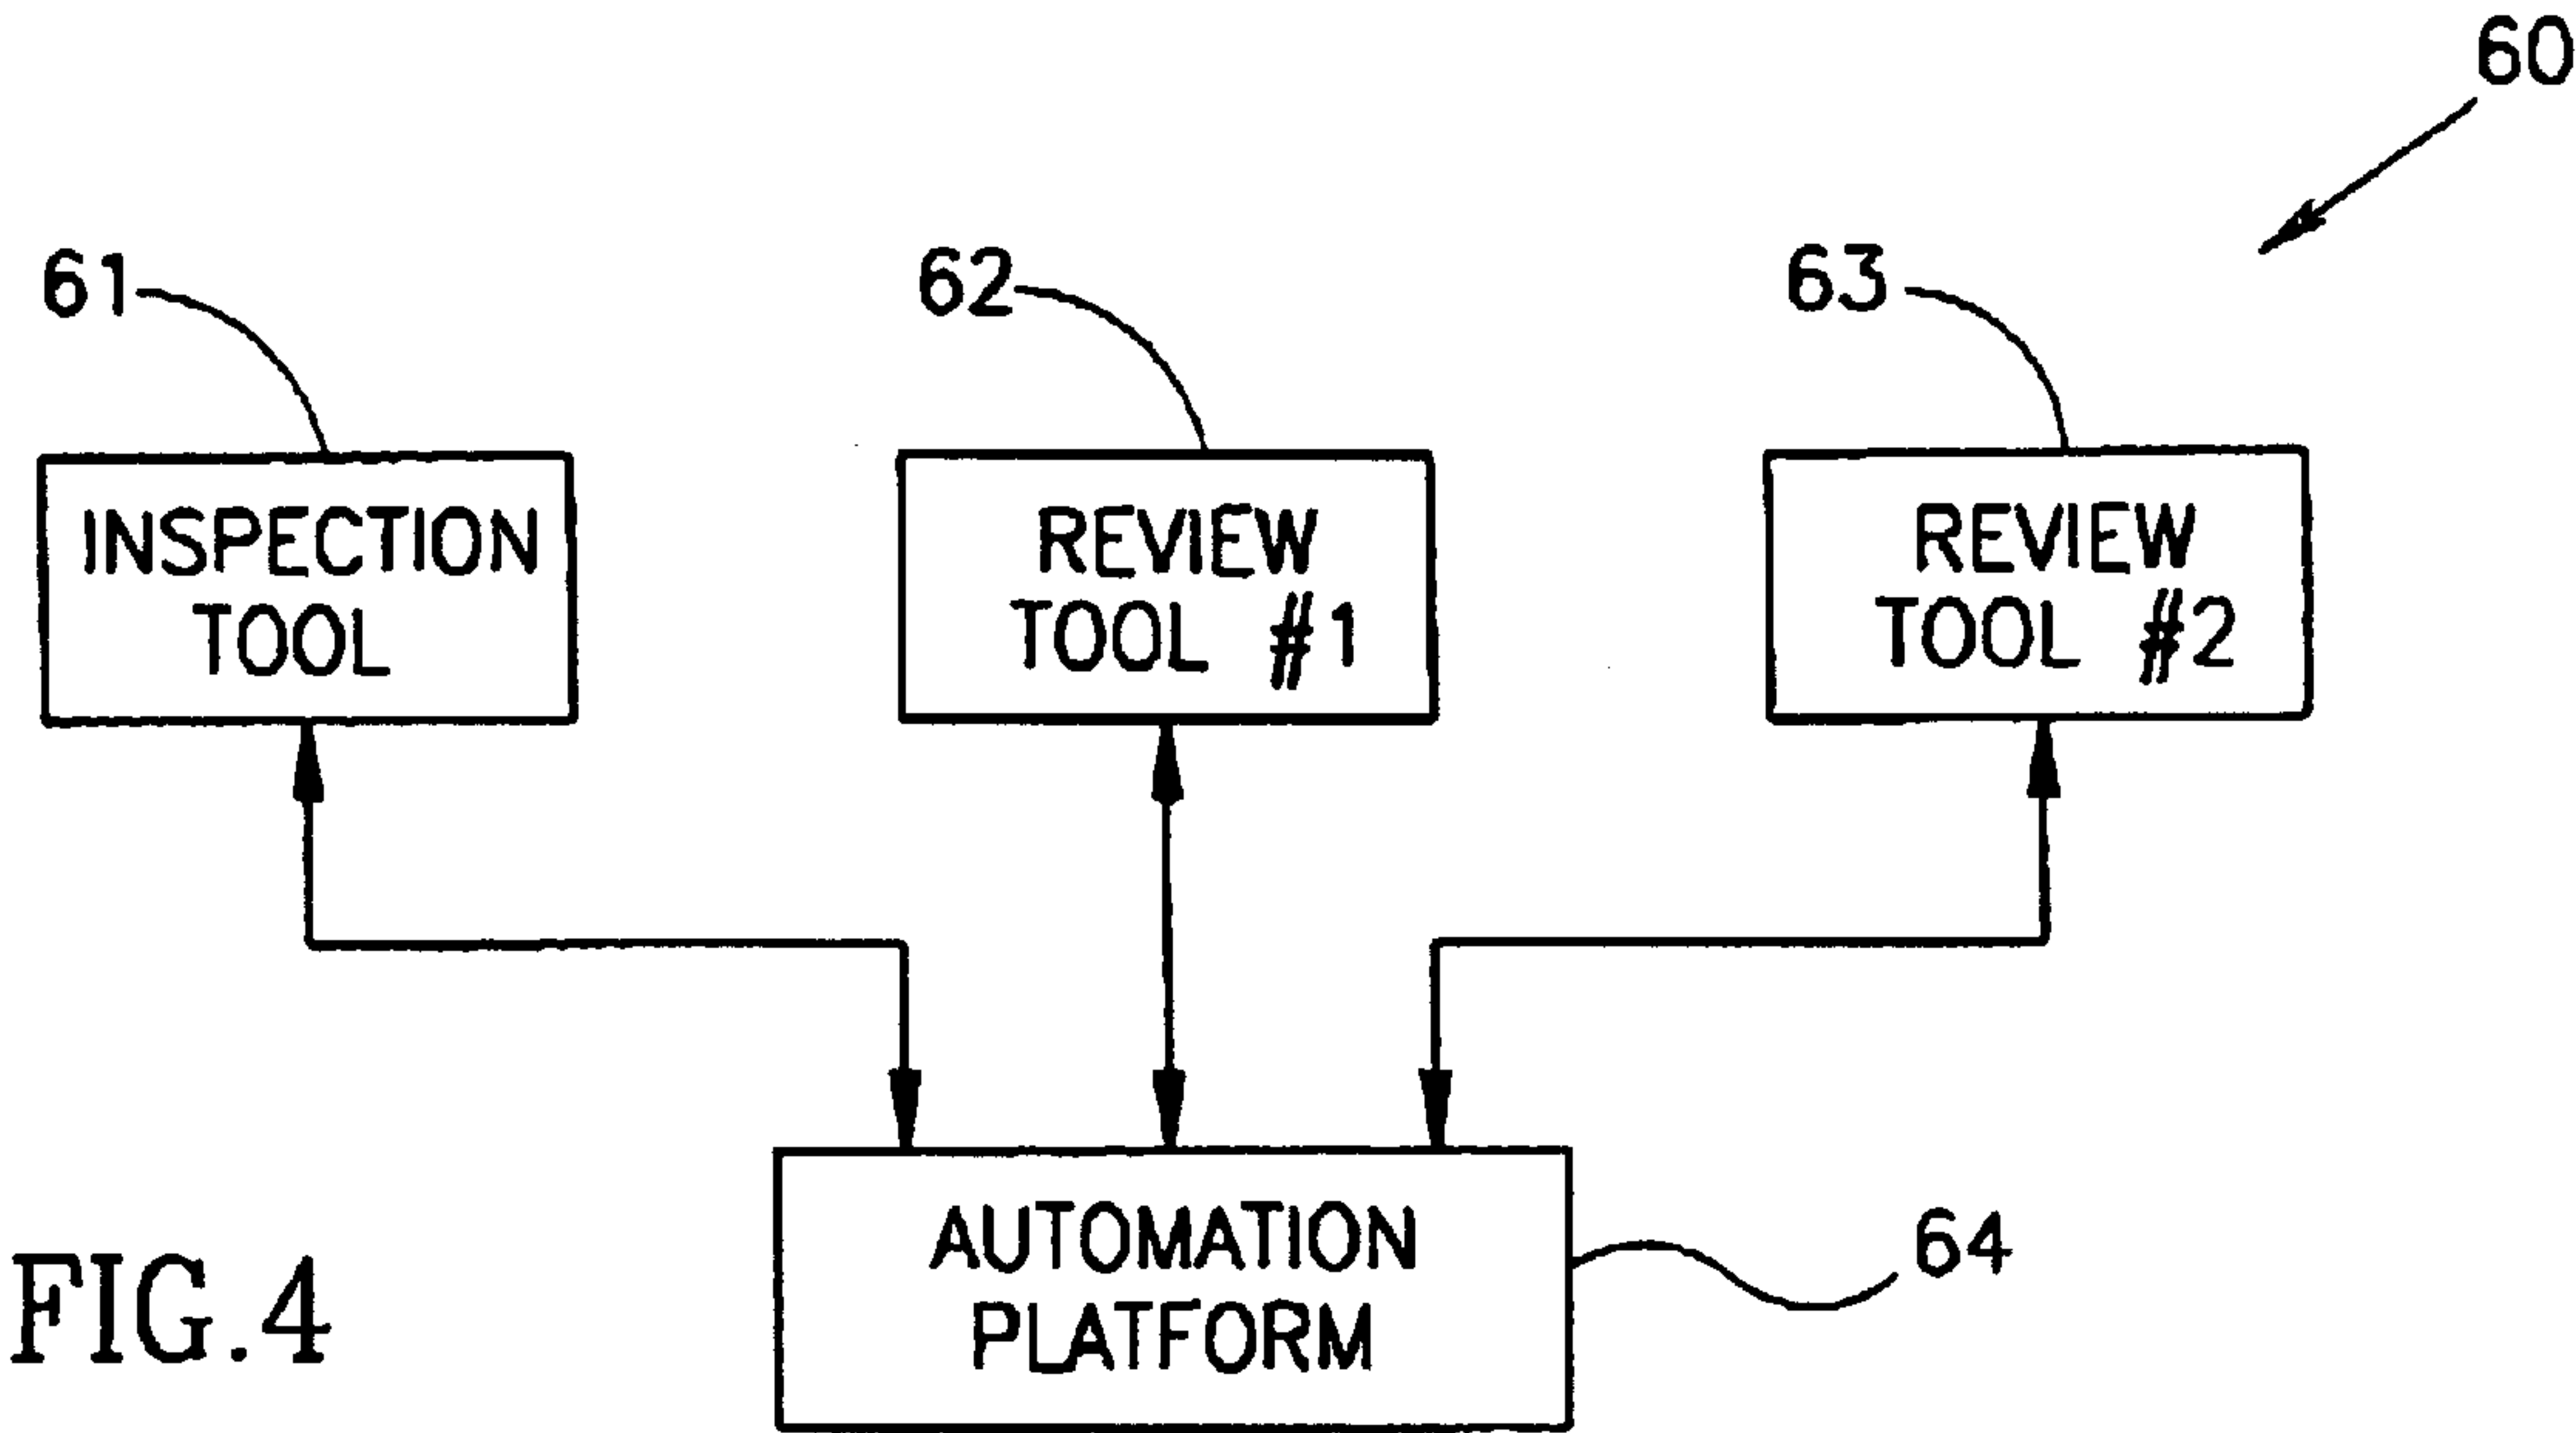 60
61
62
63
INSPECTION
TOOL
REVIEW
TOOL #1
REVIEW
TOOL #2
AUTOMATION
PLATFORM
64
FIG.4